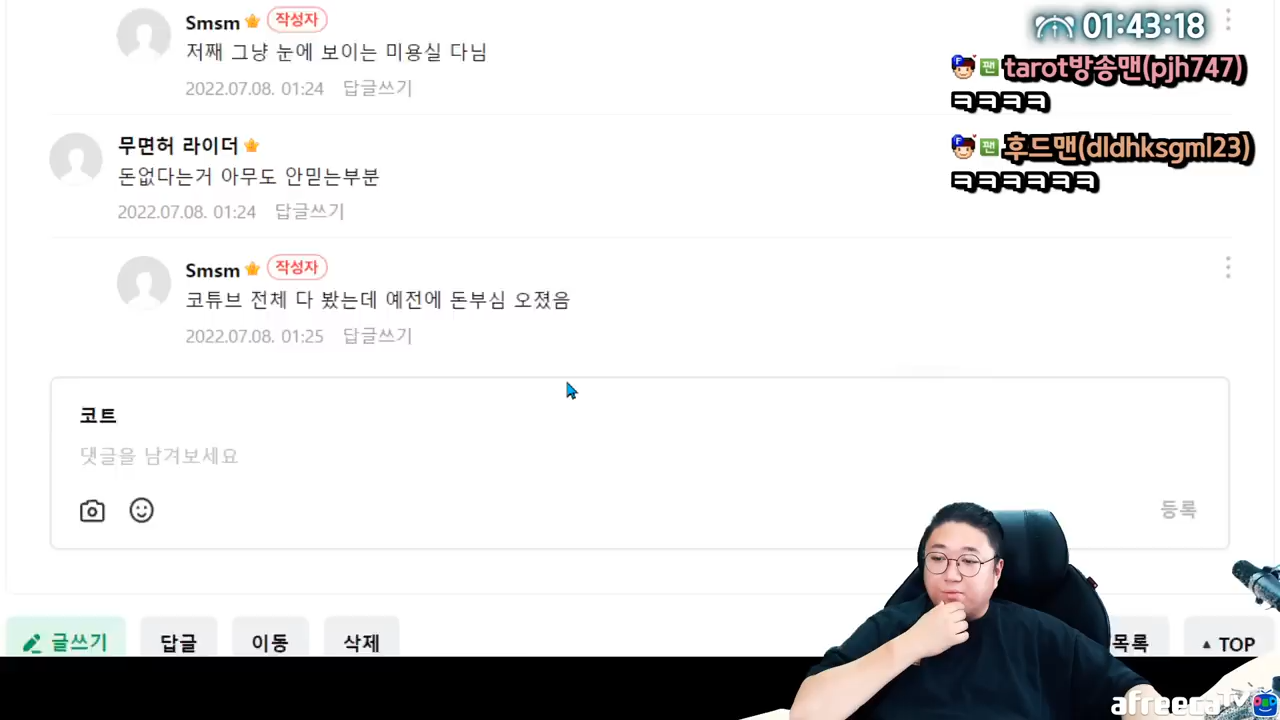 Smsm 작성자
저째 그냥 눈에 보이는 미용실 다님
2022.07.08. 01:24 답글쓰기
무면허 라이더
돈없다는거 아무도 안믿는부분
2022.07.08. 01:24 답글쓰기
Smsm 작성자
코튜브 전체 다 봤는데 예전에 돈부심 오졌음
2022.07.08. 01:25 답글쓰기
코트
댓글을 남겨보세요
등록
글쓰기 답글 이동 삭제 목록 TOP
01:43:18
F 팬 tarot방송맨(pjh747)
ㅋㅋㅋㅋ
F 팬 후드맨(dldhksgml23)
ㅋㅋㅋㅋㅋㅋ
afreecaTV